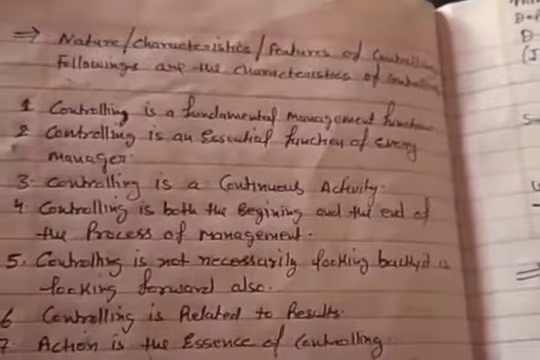 ⇒ Nature/characteristics/features of Controlling
Followings are the characteristics of Controlling
1 Controlling is a fundamental management function
2 Controlling is an Essential function of every
manager.
3. Controlling is a Continuous Activity.
4. Controlling is both the Begining and the end of
the Process of Management.
5. Controlling is not necessarily looking back, it is
looking forward also.
6 Controlling is Related to Results.
7. Action is the Essence of Controlling.